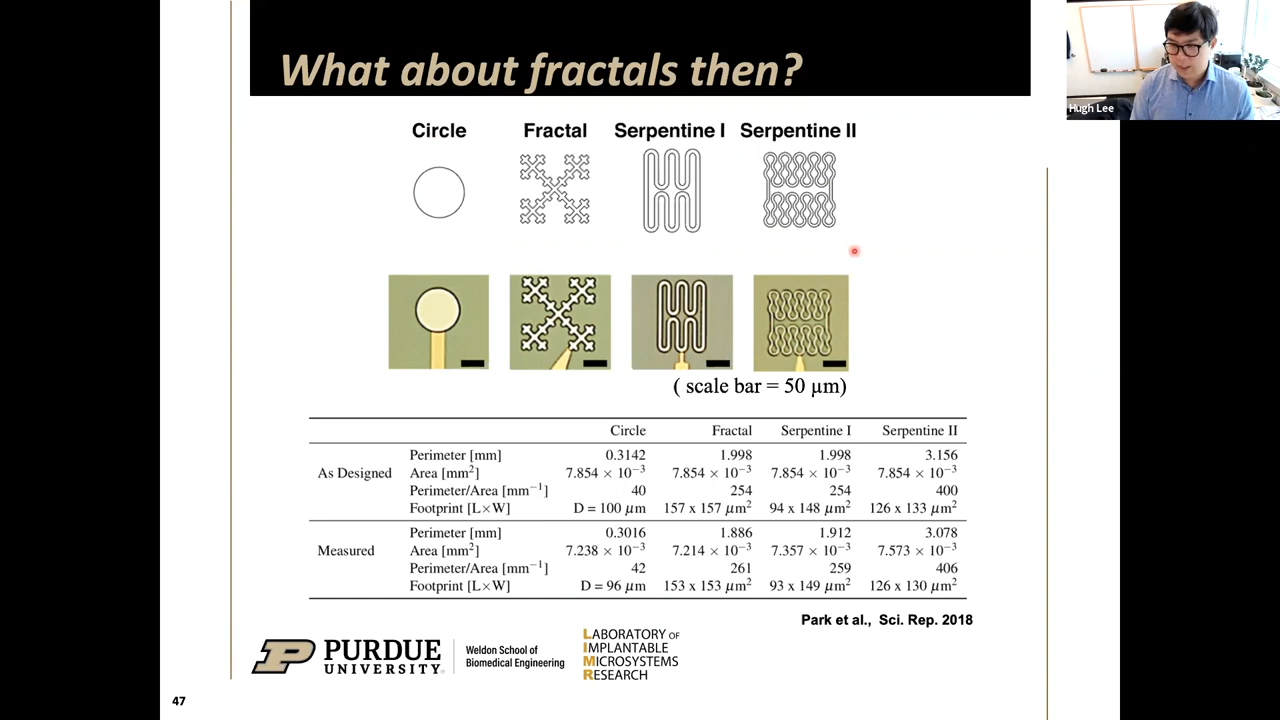 What about fractals then?
Hugh Lee
Circle Fractal Serpentine I Serpentine II
( scale bar = 50 µm)
Circle Fractal Serpentine I Serpentine II
As Designed
Perimeter [mm] 0.3142 1.998 1.998 3.156
Area [mm²] 7.854 × 10⁻³ 7.854 × 10⁻³ 7.854 × 10⁻³ 7.854 × 10⁻³
Perimeter/Area [mm⁻¹] 40 254 254 400
Footprint [L×W] D = 100 µm 157 x 157 µm² 94 x 148 µm² 126 x 133 µm²
Measured
Perimeter [mm] 0.3016 1.886 1.912 3.078
Area [mm²] 7.238 × 10⁻³ 7.214 × 10⁻³ 7.357 × 10⁻³ 7.573 × 10⁻³
Perimeter/Area [mm⁻¹] 42 261 259 406
Footprint [L×W] D = 96 µm 153 x 153 µm² 93 x 149 µm² 126 x 130 µm²
Park et al., Sci. Rep. 2018
PURDUE
UNIVERSITY
Weldon School of
Biomedical Engineering
LABORATORY OF
IMPLANTABLE
MICROSYSTEMS
RESEARCH
47